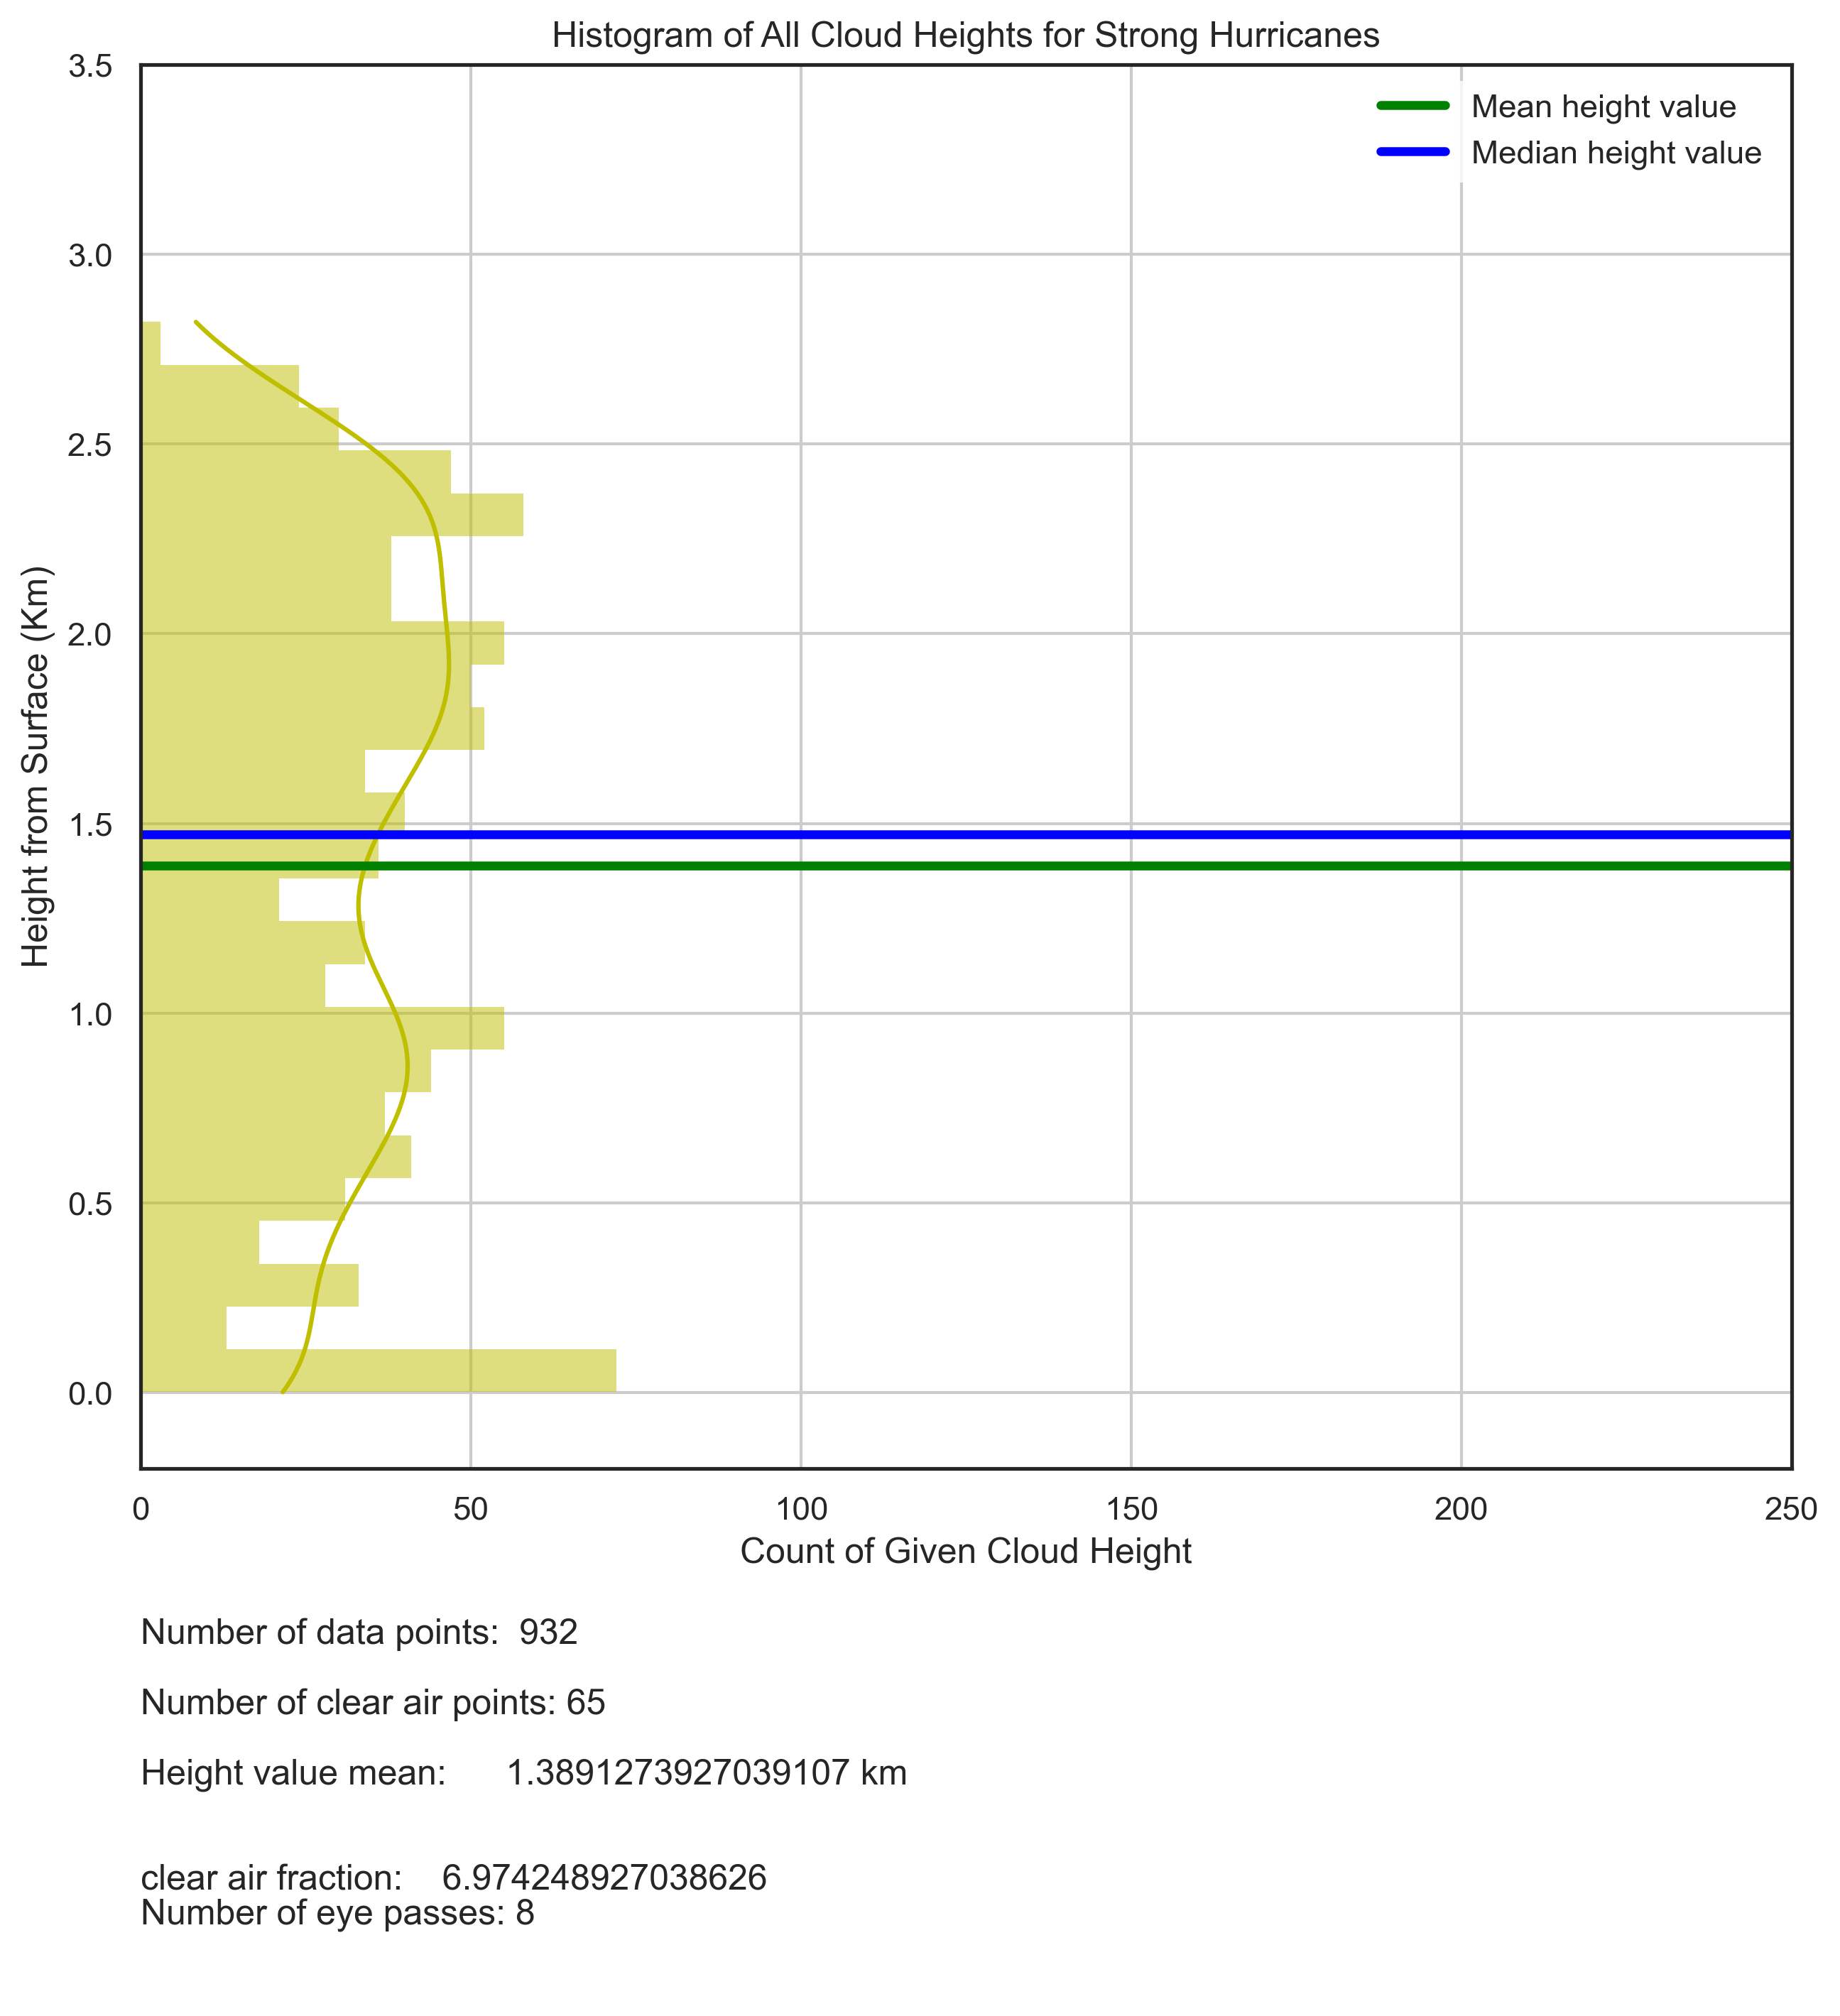 Histogram of All Cloud Heights for Strong Hurricanes
3.5
3.0
2.5
2.0
1.5
1.0
0.5
0.0
Height from Surface (Km)
Mean height value
Median height value
0 50 100 150 200 250
Count of Given Cloud Height
Number of data points: 932
Number of clear air points: 65
Height value mean: 1.3891273927039107 km
clear air fraction: 6.974248927038626
Number of eye passes: 8